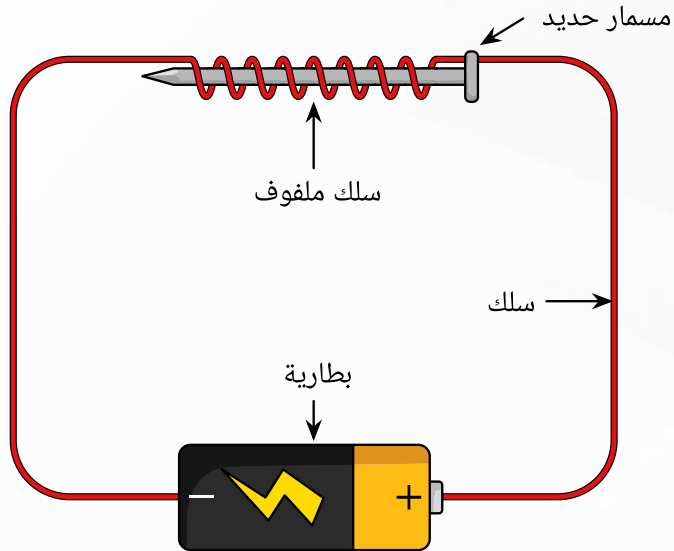 مسمار حديد
سلك ملفوف
سلك
بطارية
− +